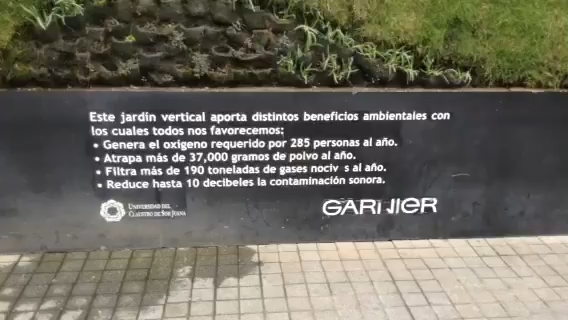 Este jardín vertical aporta distintos beneficios ambientales con
los cuales todos nos favorecemos:
• Genera el oxígeno requerido por 285 personas al año.
• Atrapa más de 37,000 gramos de polvo al año.
• Filtra más de 190 toneladas de gases nociv s al año.
• Reduce hasta 10 decibeles la contaminación sonora.
UNIVERSIDAD DEL
CLAUSTRO DE SOR JUANA
GARNIER